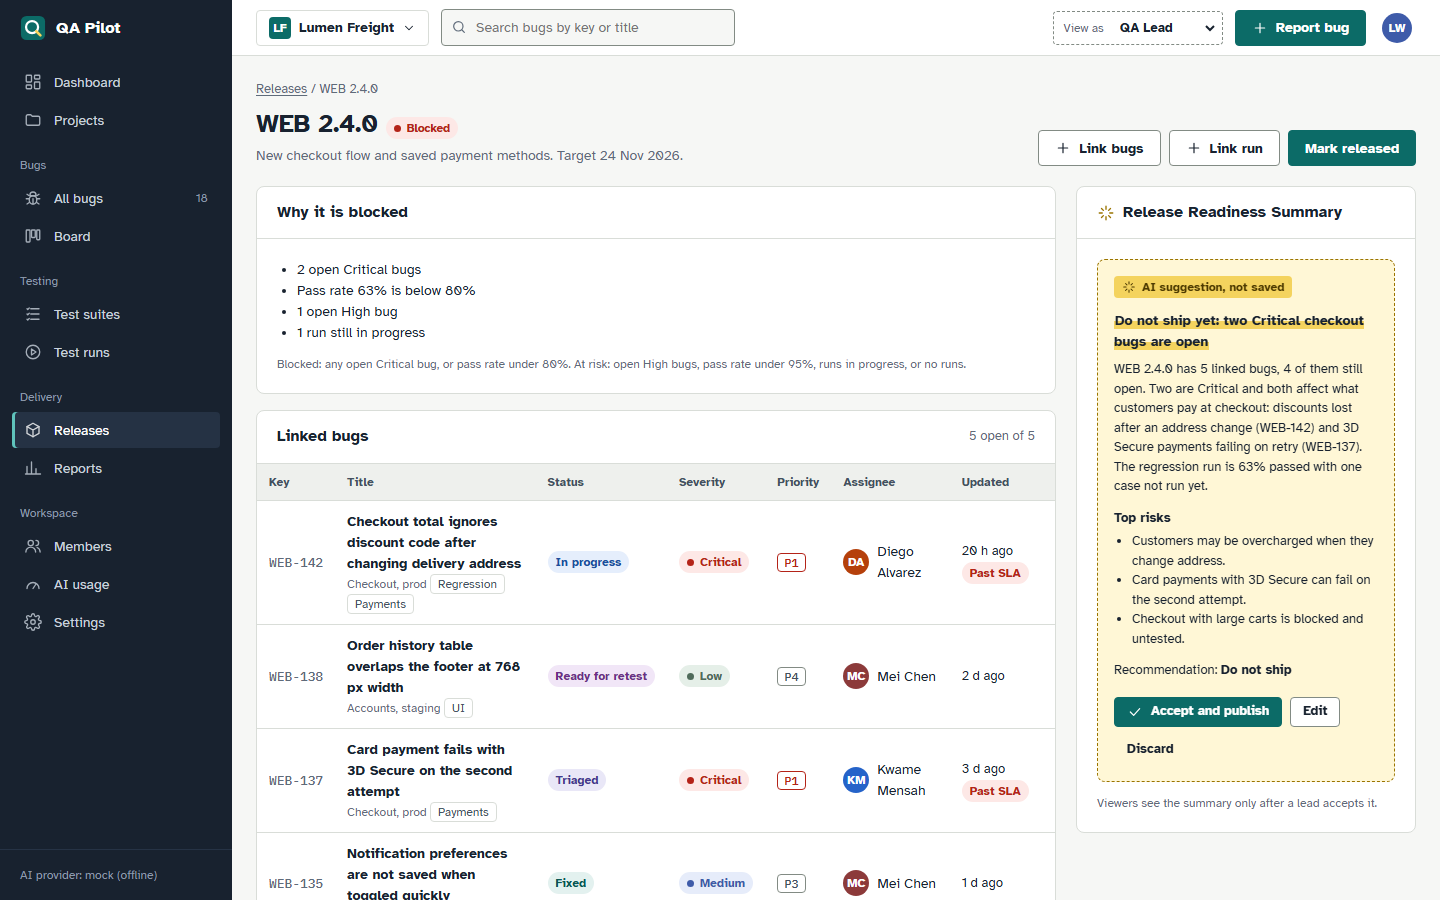 QA Pilot
Dashboard
Projects
Bugs
All bugs 18
Board
Testing
Test suites
Test runs
Delivery
Releases
Reports
Workspace
Members
AI usage
Settings
AI provider: mock (offline)
LF Lumen Freight
Search bugs by key or title
View as QA Lead
Report bug
LW
Releases / WEB 2.4.0
WEB 2.4.0 Blocked
New checkout flow and saved payment methods. Target 24 Nov 2026.
Link bugs
Link run
Mark released
Why it is blocked
• 2 open Critical bugs
• Pass rate 63% is below 80%
• 1 open High bug
• 1 run still in progress
Blocked: any open Critical bug, or pass rate under 80%. At risk: open High bugs, pass rate under 95%, runs in progress, or no runs.
Linked bugs 5 open of 5
Key Title Status Severity Priority Assignee Updated
WEB-142
Checkout total ignores
discount code after
changing delivery address
Checkout, prod Regression
Payments
In progress
Critical
P1
DA
Diego
Alvarez
20 h ago
Past SLA
WEB-138
Order history table
overlaps the footer at 768
px width
Accounts, staging UI
Ready for retest
Low
P4
MC Mei Chen
2 d ago
WEB-137
Card payment fails with
3D Secure on the second
attempt
Checkout, prod Payments
Triaged
Critical
P1
KM
Kwame
Mensah
3 d ago
Past SLA
WEB-135
Notification preferences
are not saved when
toggled quickly
Fixed
Medium
P3
MC Mei Chen
1 d ago
Release Readiness Summary
AI suggestion, not saved
Do not ship yet: two Critical checkout
bugs are open
WEB 2.4.0 has 5 linked bugs, 4 of them still
open. Two are Critical and both affect what
customers pay at checkout: discounts lost
after an address change (WEB-142) and 3D
Secure payments failing on retry (WEB-137).
The regression run is 63% passed with one
case not run yet.
Top risks
• Customers may be overcharged when they
change address.
• Card payments with 3D Secure can fail on
the second attempt.
• Checkout with large carts is blocked and
untested.
Recommendation: Do not ship
Accept and publish
Edit
Discard
Viewers see the summary only after a lead accepts it.